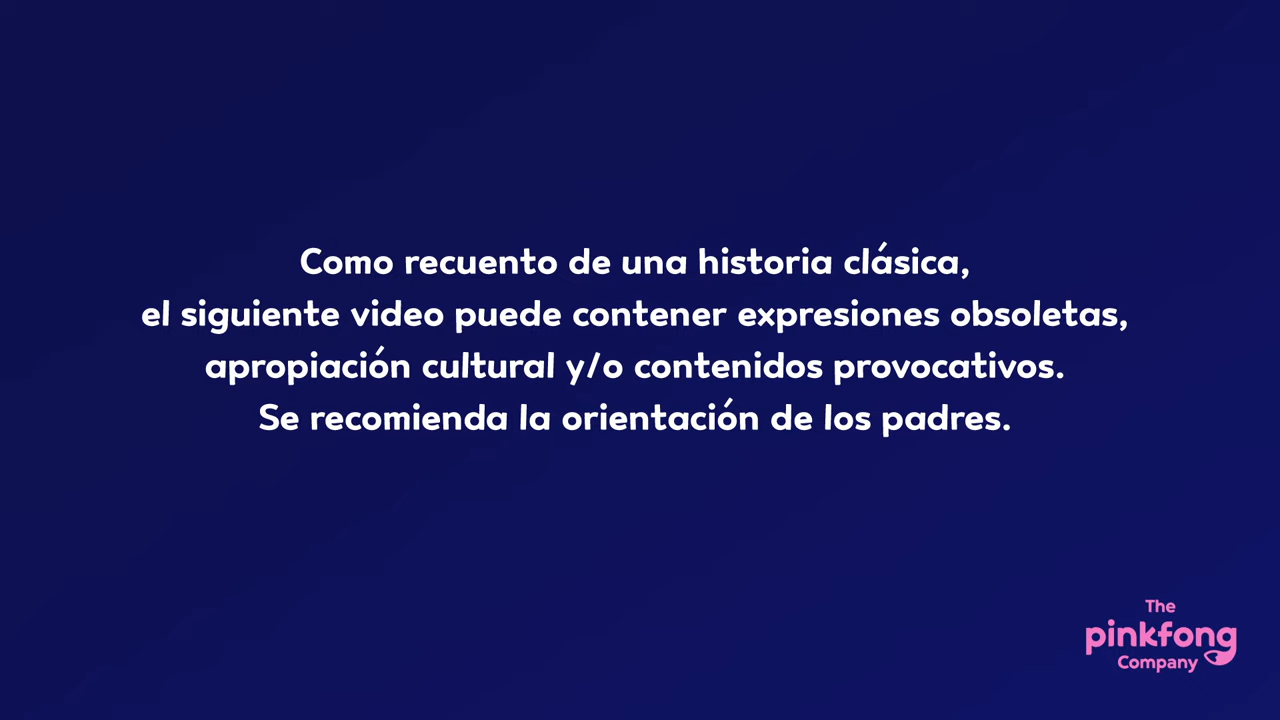 Como recuento de una historia clásica,
el siguiente video puede contener expresiones obsoletas,
apropiación cultural y/o contenidos provocativos.
Se recomienda la orientación de los padres.
The
pinkfong
Company